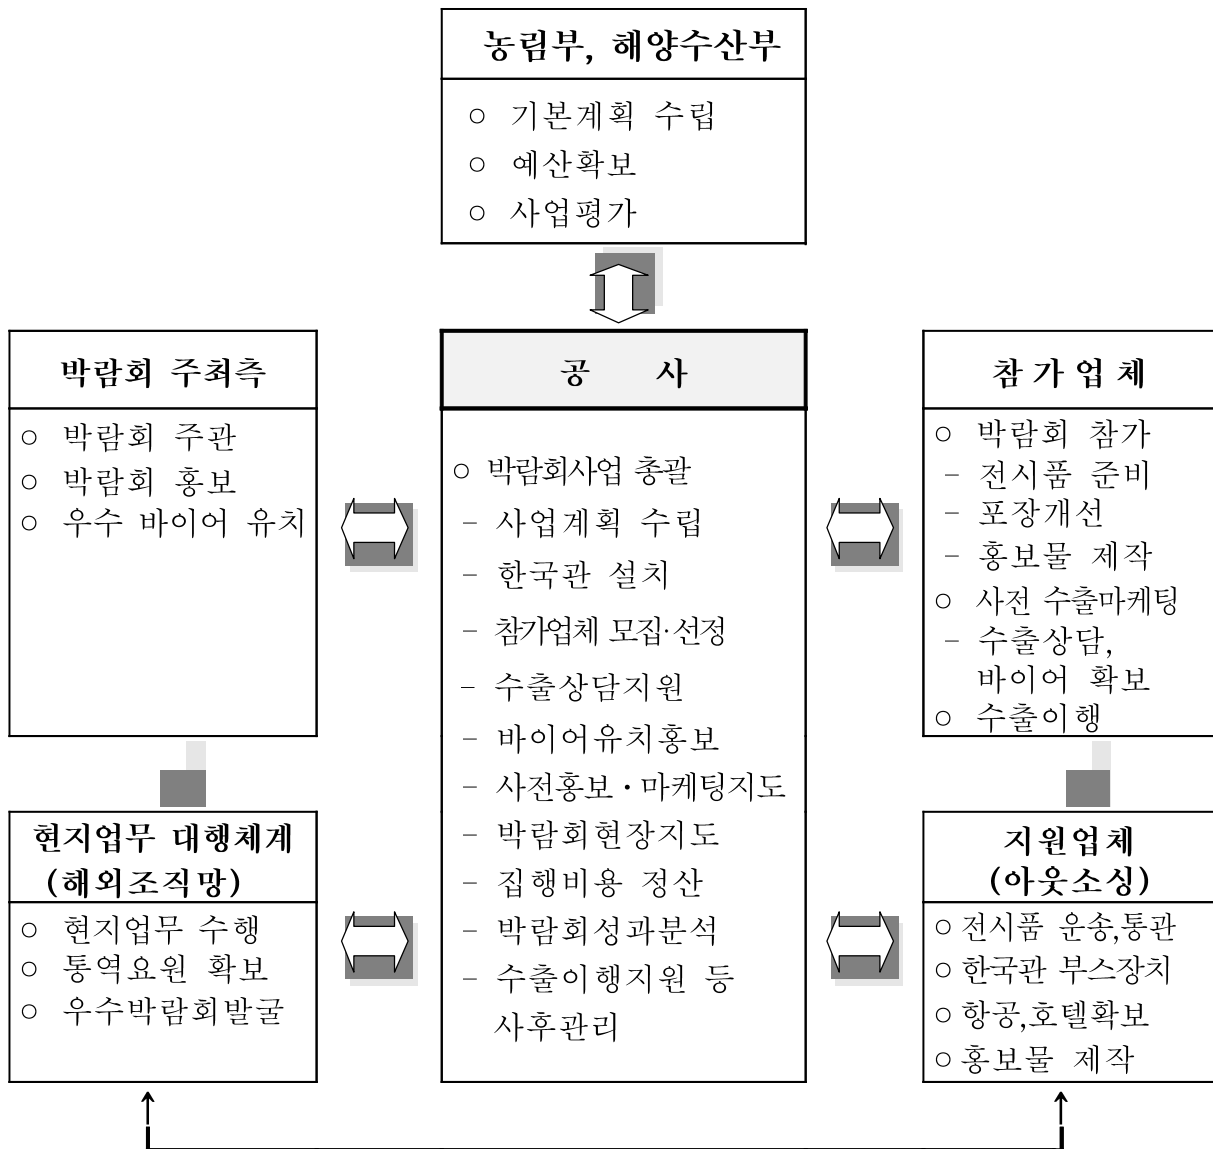 농림부, 해양수산부
○ 기본계획 수립
○ 예산확보
○ 사업평가
박람회 주최측
○ 박람회 주관
○ 박람회 홍보
○ 우수 바이어 유치
공 사
○ 박람회사업 총괄
- 사업계획 수립
- 한국관 설치
- 참가업체 모집·선정
- 수출상담지원
- 바이어유치홍보
- 사전홍보·마케팅지도
- 박람회현장지도
- 집행비용 정산
- 박람회성과분석
- 수출이행지원 등
사후관리
참가업체
○ 박람회 참가
- 전시품 준비
- 포장개선
- 홍보물 제작
○ 사전 수출마케팅
- 수출상담,
바이어 확보
○ 수출이행
현지업무 대행체계
(해외조직망)
○ 현지업무 수행
○ 통역요원 확보
○ 우수박람회발굴
지원업체
(아웃소싱)
○ 전시품 운송,통관
○ 한국관 부스장치
○ 항공,호텔확보
○ 홍보물 제작